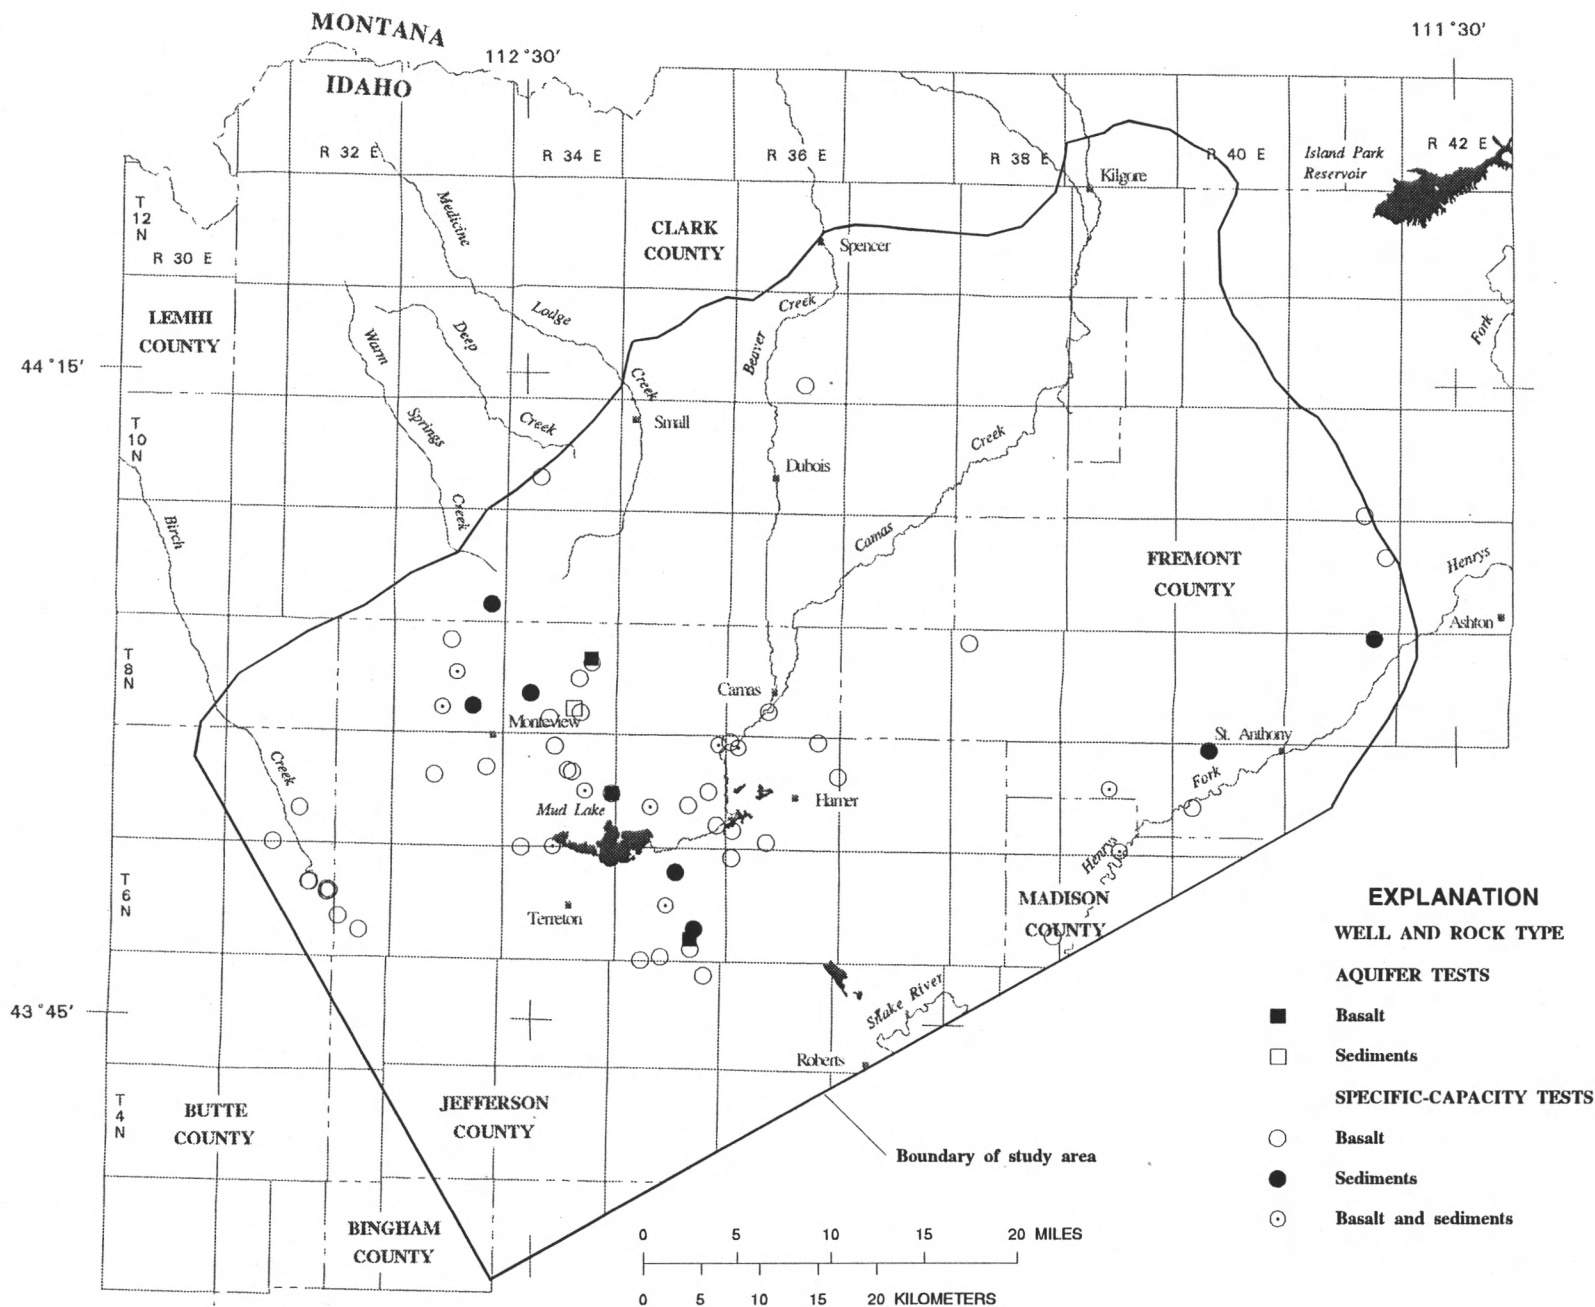 MONTANA
IDAHO
112°30′
111°30′
R 32 E
R 34 E
R 36 E
R 38 E
R 40 E
R 42 E
Island Park
Reservoir
Kilgore
T
12
N
R 30 E
Medicine
CLARK
COUNTY
Spencer
LEMHI
COUNTY
Warm
Deep
Lodge
Creek
Beaver
Creek
Fork
44°15′
Creek
Small
Springs
Creek
T
10
N
Dubois
Creek
Birch
Creek
Camas
FREMONT
COUNTY
Henrys
Ashton
T
8
N
Camas
Monteview
St. Anthony
Creek
Fork
Mud Lake
Hamer
Henrys
T
6
N
Terreton
MADISON
COUNTY
43°45′
Snake River
Roberts
T
4
N
BUTTE
COUNTY
JEFFERSON
COUNTY
Boundary of study area
BINGHAM
COUNTY
EXPLANATION
WELL AND ROCK TYPE
AQUIFER TESTS
Basalt
Sediments
SPECIFIC-CAPACITY TESTS
Basalt
Sediments
Basalt and sediments
0 5 10 15 20 MILES
0 5 10 15 20 KILOMETERS